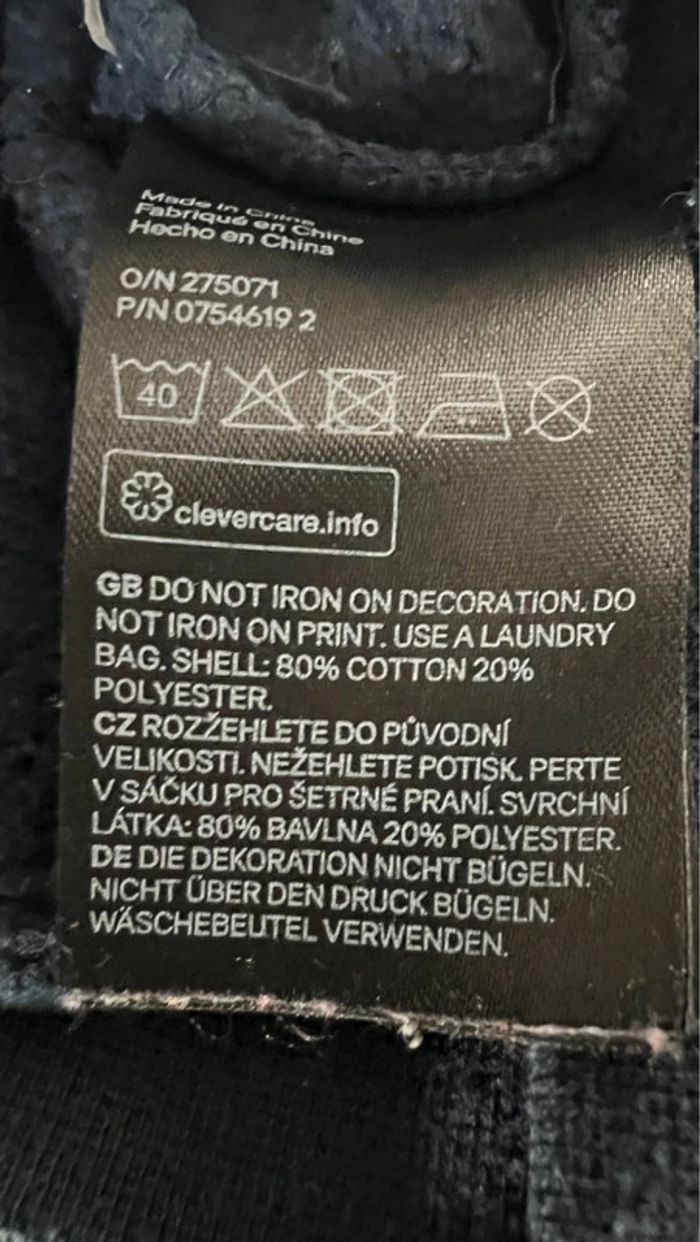 Made in China
Fabriqué en Chine
Hecho en China
O/N 275071
P/N 0754619 2
40
clevercare.info
GB DO NOT IRON ON DECORATION. DO
NOT IRON ON PRINT. USE A LAUNDRY
BAG. SHELL: 80% COTTON 20%
POLYESTER.
CZ ROZŽEHLETE DO PŮVODNÍ
VELIKOSTI. NEŽEHLETE POTISK. PERTE
V SÁČKU PRO ŠETRNÉ PRANÍ. SVRCHNÍ
LÁTKA: 80% BAVLNA 20% POLYESTER.
DE DIE DEKORATION NICHT BÜGELN.
NICHT ÜBER DEN DRUCK BÜGELN.
WÄSCHEBEUTEL VERWENDEN.